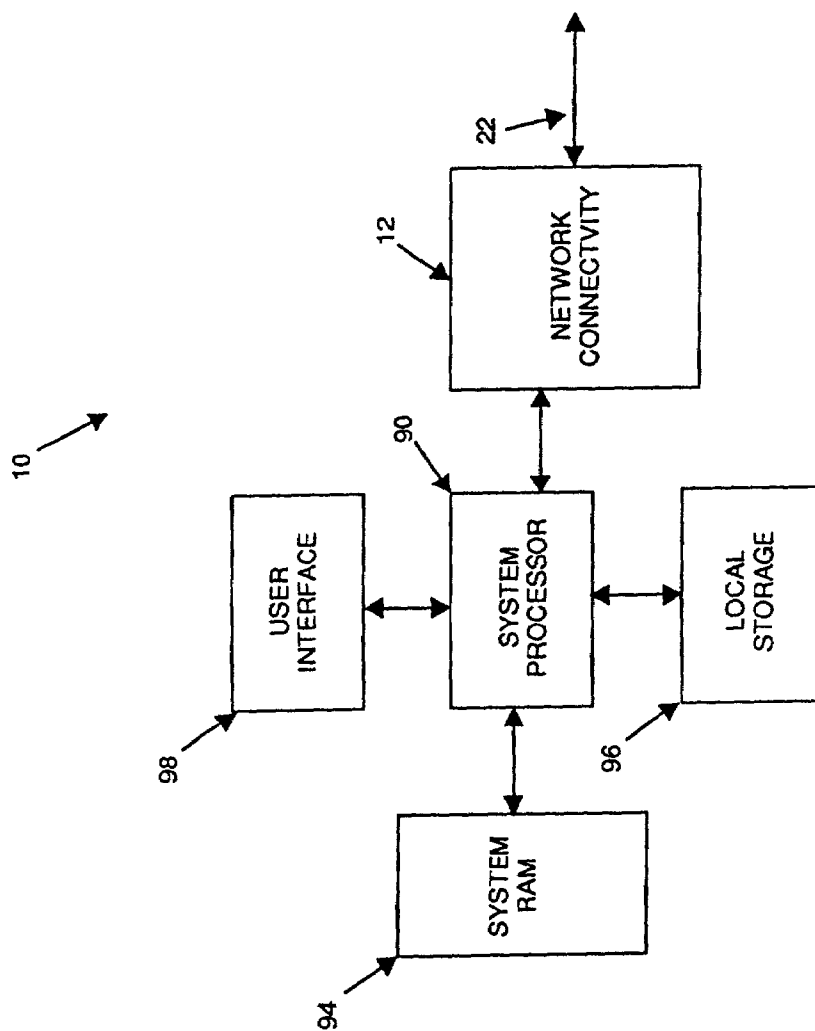 10
98
USER
INTERFACE
94
SYSTEM
RAM
90
SYSTEM
PROCESSOR
12
NETWORK
CONNECTVITY
22
96
LOCAL
STORAGE